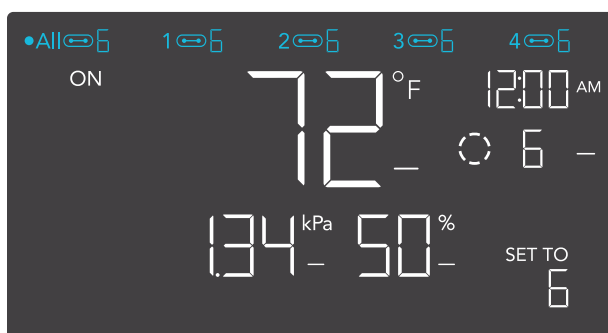 All 6 1 6 2 6 3 6 4 6
ON 72 °F 12:00 AM
6 –
1.34 kPa – 50 % –
SET TO
6